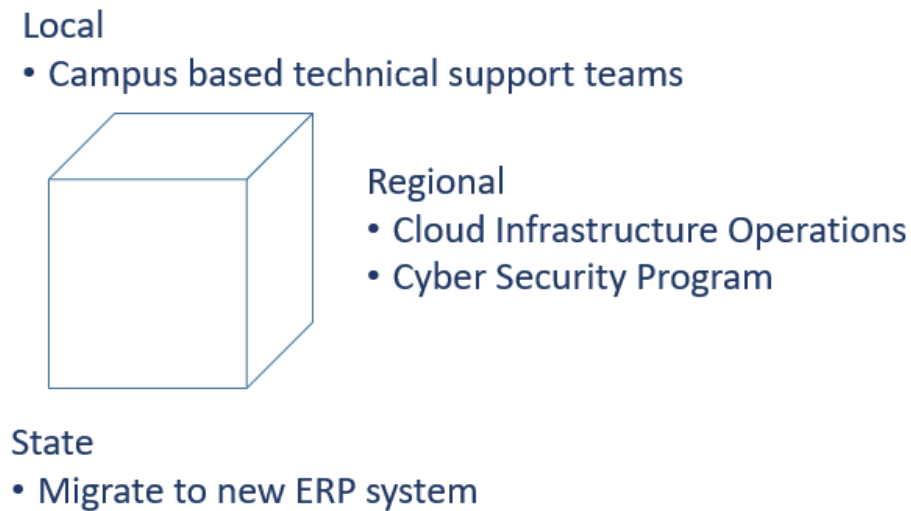 Local
• Campus based technical support teams
Regional
• Cloud Infrastructure Operations
• Cyber Security Program
State
• Migrate to new ERP system